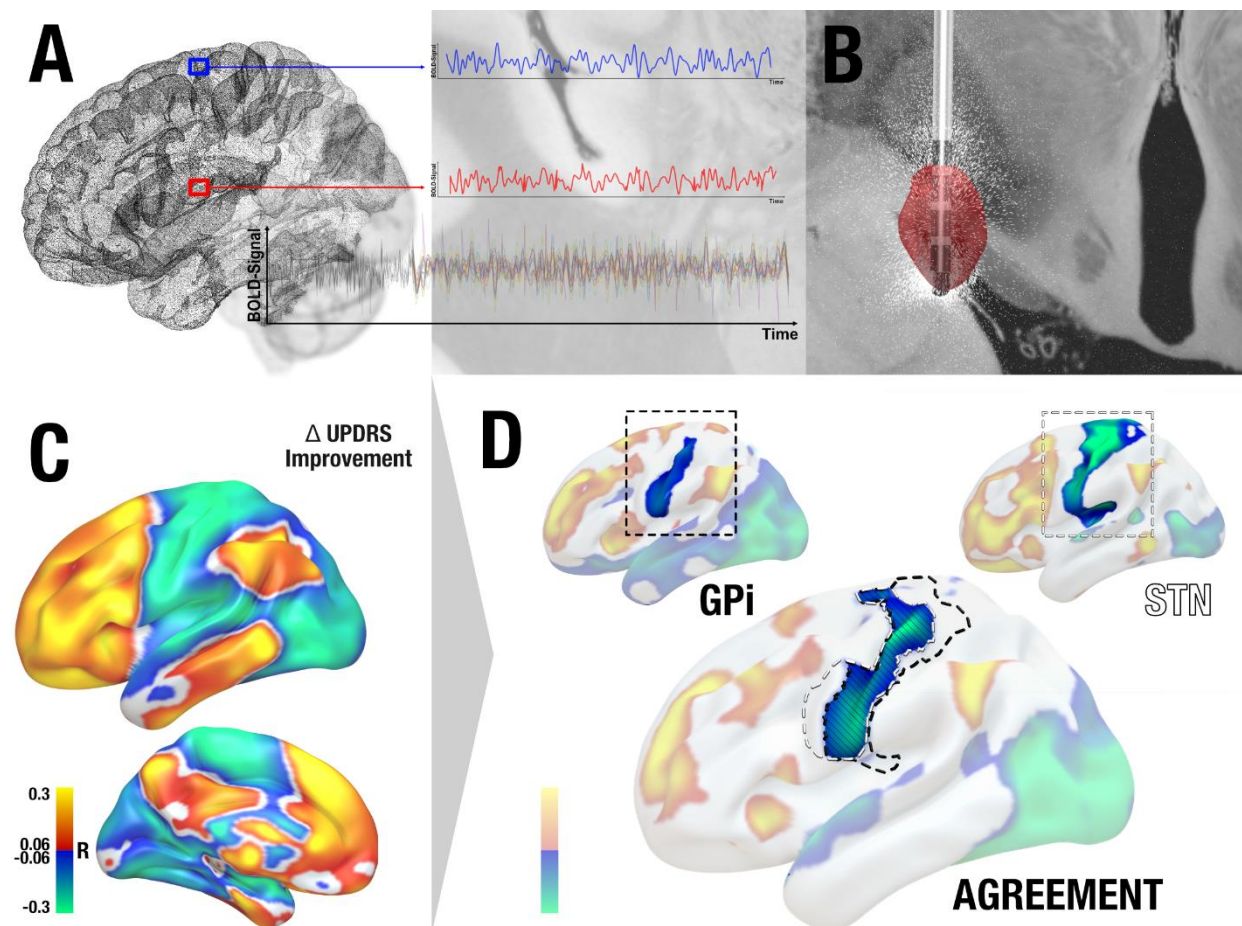 A
BOLD-Signal
Time
BOLD-Signal
Time
BOLD-Signal
Time
B
C
Δ UPDRS
Improvement
0.3
0.06
-0.06
R
-0.3
D
GPi
STN
AGREEMENT